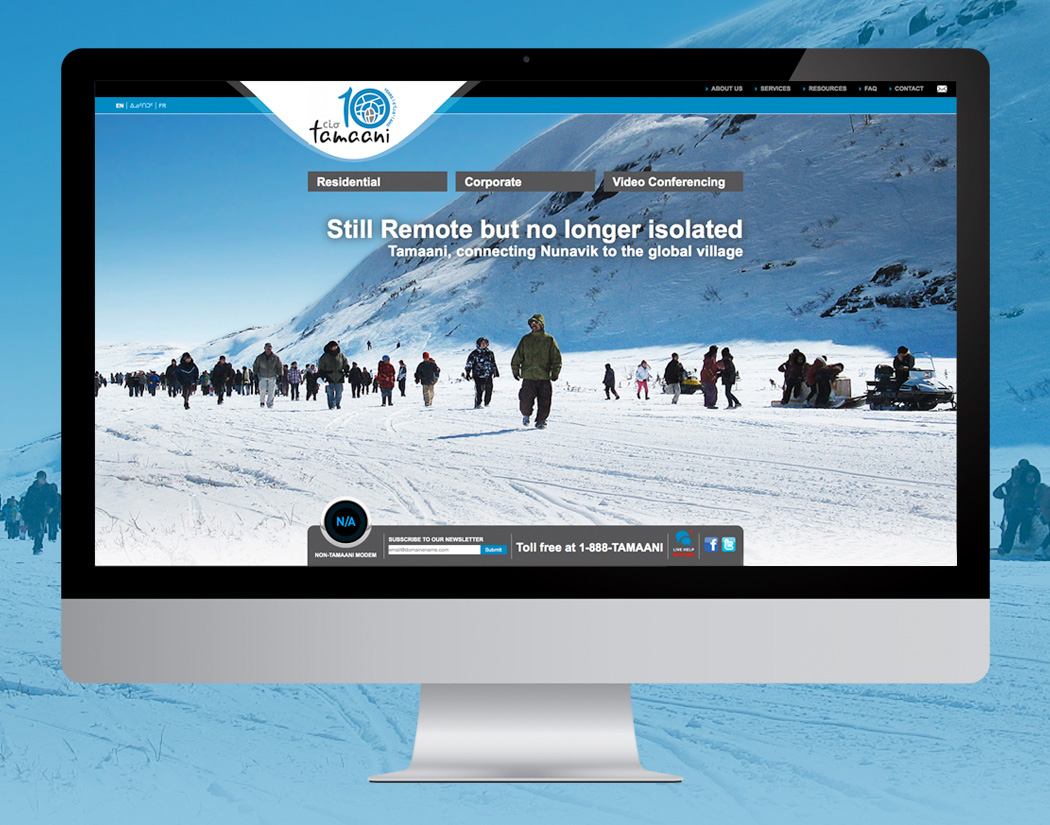 ABOUT US
SERVICES
RESOURCES
FAQ
CONTACT
EN | ᐃᓄᒃᑎᑐᑦ | FR
10
ᑕᒫᓂ
tamaani
Residential
Corporate
Video Conferencing
Still Remote but no longer isolated
Tamaani, connecting Nunavik to the global village
N/A
NON-TAMAANI MODEM
SUBSCRIBE TO OUR NEWSLETTER
email@domainename.com
Submit
Toll free at 1-888-TAMAANI
LIVE HELP